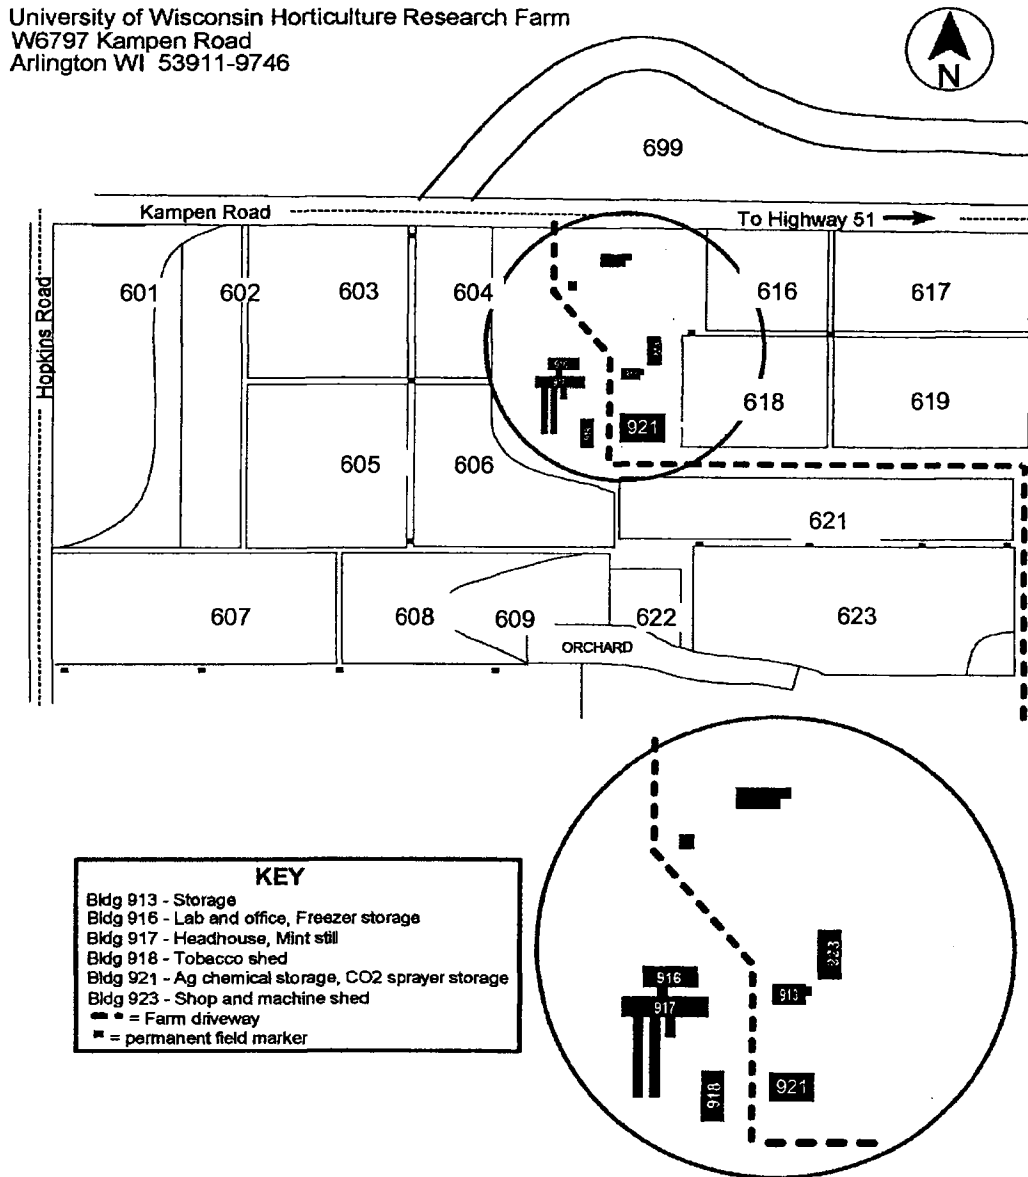 University of Wisconsin Horticulture Research Farm
W6797 Kampen Road
Arlington WI 53911-9746
N
699
Kampen Road
To Highway 51
Hopkins Road
601
602
603
604
616
617
605
606
921
618
619
621
607
608
609
622
623
ORCHARD
KEY
Bldg 913 - Storage
Bldg 916 - Lab and office, Freezer storage
Bldg 917 - Headhouse, Mint still
Bldg 918 - Tobacco shed
Bldg 921 - Ag chemical storage, CO2 sprayer storage
Bldg 923 - Shop and machine shed
= Farm driveway
= permanent field marker
923
916
913
917
918
921